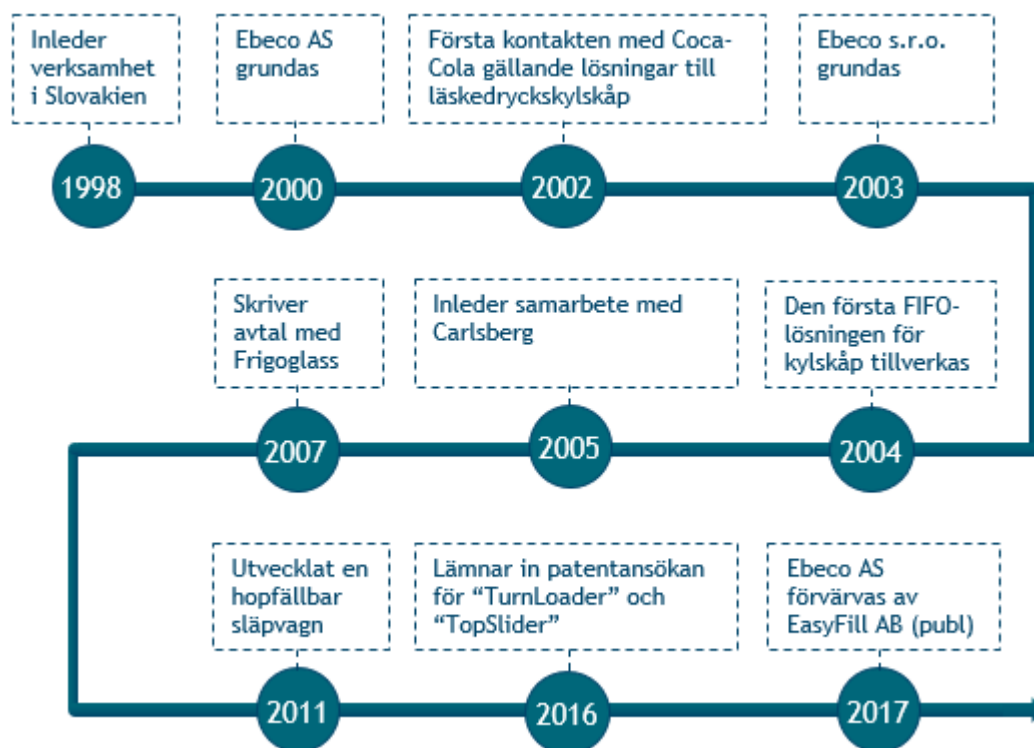 Inleder
verksamhet
i Slovakien
Ebeco AS
grundas
Första kontakten med Coca-
Cola gällande lösningar till
läskedryckskylskåp
Ebeco s.r.o.
grundas
1998
2000
2002
2003
Skriver
avtal med
Frigoglass
Inleder samarbete med
Carlsberg
Den första FIFO-
lösningen för
kylskåp tillverkas
2007
2005
2004
Utvecklat en
hopfällbar
släpvagn
Lämnar in patentansökan
för “TurnLoader” och
“TopSlider”
Ebeco AS
förvärvas av
EasyFill AB (publ)
2011
2016
2017